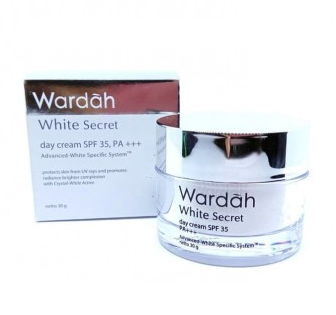 Wardah
White Secret
day cream SPF 35, PA +++
Advanced-White Specific System™
protects skin from UV rays and promotes
radiance brighter complexion
with Crystal White Active
netto 30 g
Wardah
White Secret
day cream SPF 35
PA+++
Advanced-White Specific System™
netto 30 g